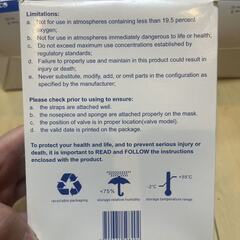 Limitations:
a. Not for use in atmospheres containing less than 19.5 percent
oxygen;
b. Not for use in atmospheres immediately dangerous to life or health;
c. Do not exceed maximum use concentrations established by
regulatory standards;
d. Failure to properly use and maintain in this product could result in
injury or death;
e. Never substitute, modify, add, or omit parts in the configuration as
specified by the manufacturer.
Please check prior to using to ensure:
a. the straps are attached well.
b. the nosepiece and sponge are attached properly on the mask.
c. the position of valve is in proper location(valve model).
d. the valid date is printed on the package.
To protect your health and life, and to prevent serious injury
or death, it is important to READ and FOLLOW the instructions
enclosed with the product.
<75%
+55°C
-2°C
recyclable packaging
storage relative humidity
storage temperature range